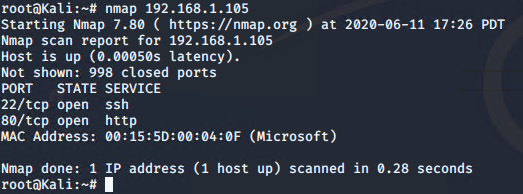 root@Kali:~# nmap 192.168.1.105
Starting Nmap 7.80 ( https://nmap.org ) at 2020-06-11 17:26 PDT
Nmap scan report for 192.168.1.105
Host is up (0.00050s latency).
Not shown: 998 closed ports
PORT   STATE SERVICE
22/tcp open  ssh
80/tcp open  http
MAC Address: 00:15:5D:00:04:0F (Microsoft)

Nmap done: 1 IP address (1 host up) scanned in 0.28 seconds
root@Kali:~#